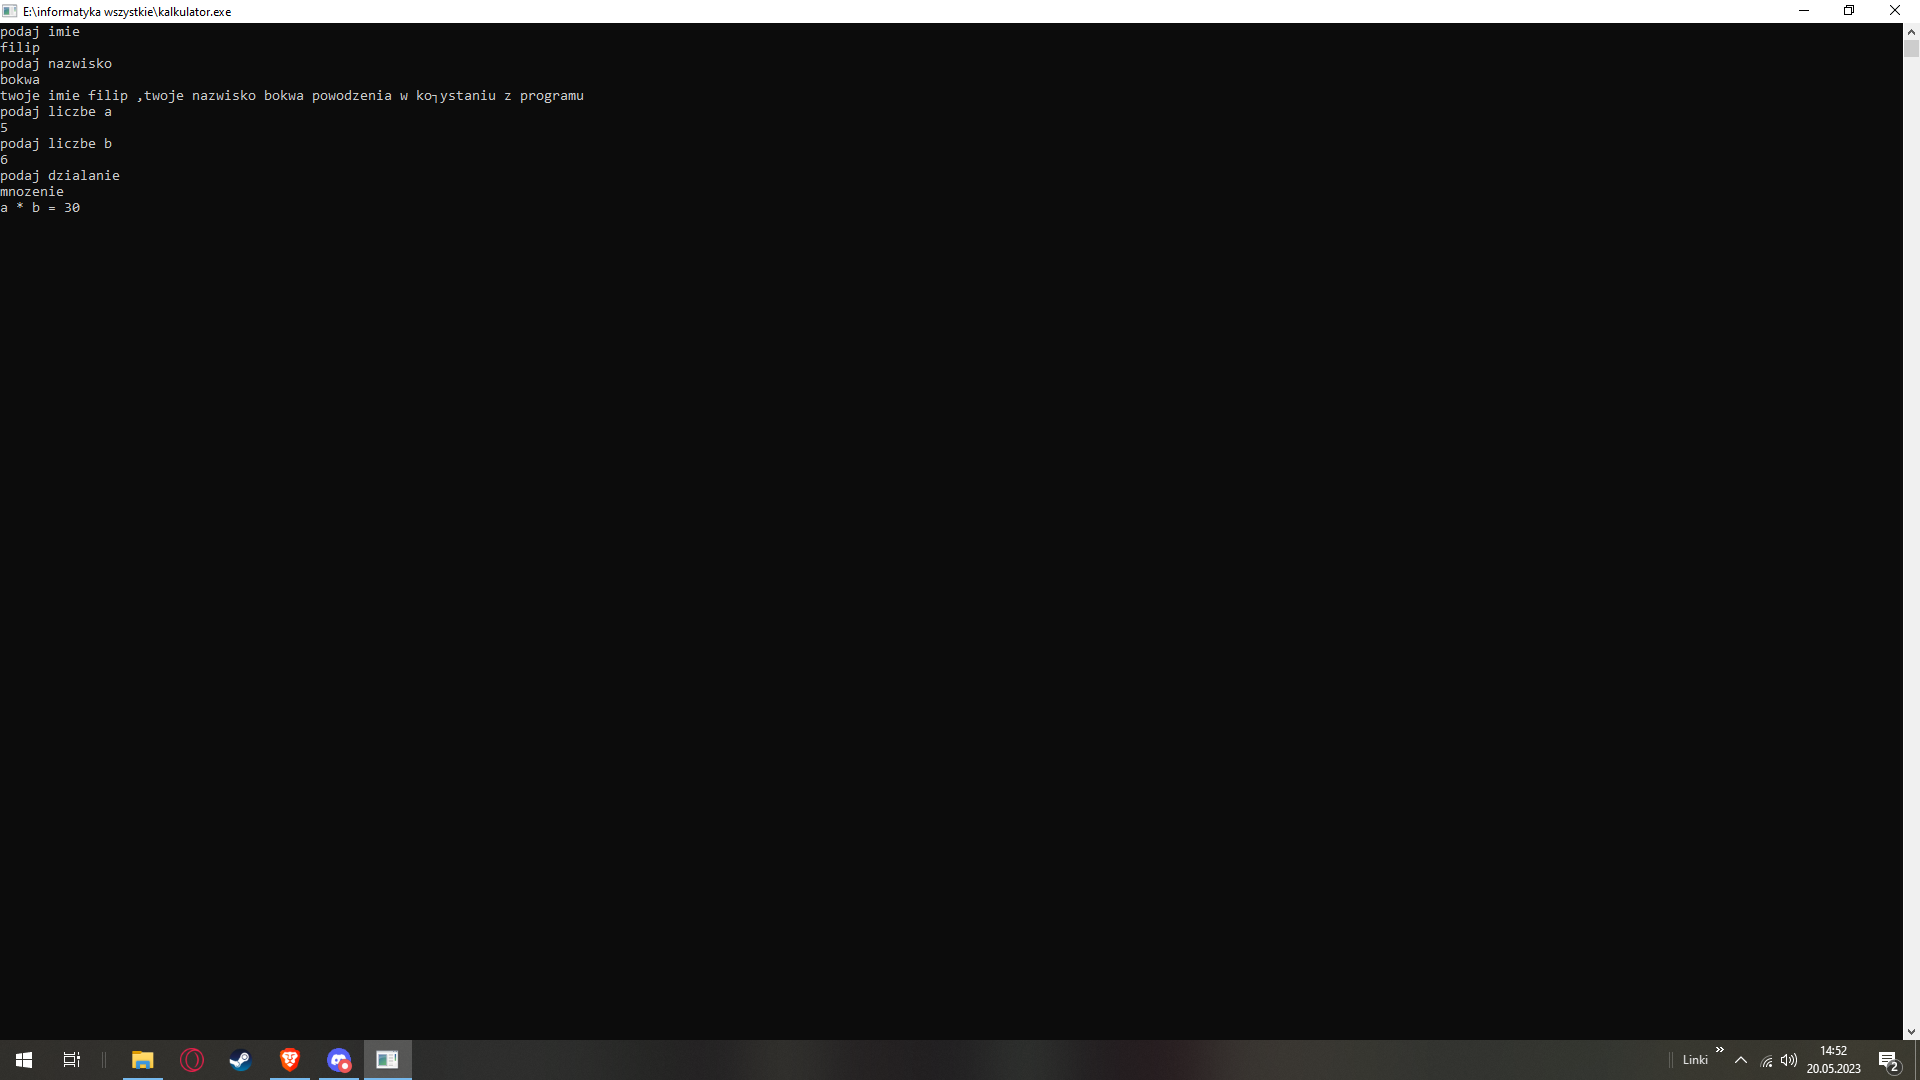 E:\informatyka wszystkie\kalkulator.exe
podaj imie
filip
podaj nazwisko
bokwa
twoje imie filip ,twoje nazwisko bokwa powodzenia w ko┐ystaniu z programu
podaj liczbe a
5
podaj liczbe b
6
podaj dzialanie
mnozenie
a * b = 30
Linki
14:52
20.05.2023
2